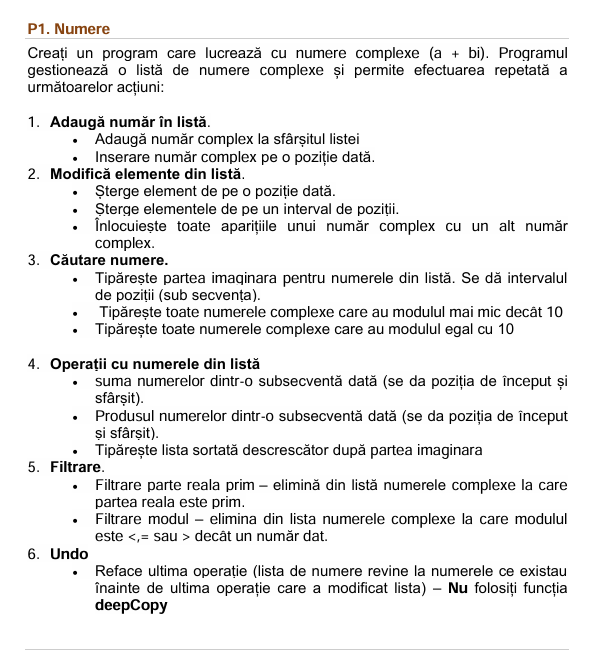 P1. Numere
Creați un program care lucrează cu numere complexe (a + bi). Programul
gestionează o listă de numere complexe și permite efectuarea repetată a
următoarelor acțiuni:
1. Adaugă număr în listă.
• Adaugă număr complex la sfârșitul listei
• Inserare număr complex pe o poziție dată.
2. Modifică elemente din listă.
• Șterge element de pe o poziție dată.
• Șterge elementele de pe un interval de poziții.
• Înlocuiește toate aparițiile unui număr complex cu un alt număr
complex.
3. Căutare numere.
• Tipărește partea imaginara pentru numerele din listă. Se dă intervalul
de poziții (sub secvența).
• Tipărește toate numerele complexe care au modulul mai mic decât 10
• Tipărește toate numerele complexe care au modulul egal cu 10
4. Operații cu numerele din listă
• suma numerelor dintr-o subsecventă dată (se da poziția de început și
sfârșit).
• Produsul numerelor dintr-o subsecventă dată (se da poziția de început
și sfârșit).
• Tipărește lista sortată descrescător după partea imaginara
5. Filtrare.
• Filtrare parte reala prim – elimină din listă numerele complexe la care
partea reala este prim.
• Filtrare modul – elimina din lista numerele complexe la care modulul
este <,= sau > decât un număr dat.
6. Undo
• Reface ultima operație (lista de numere revine la numerele ce existau
înainte de ultima operație care a modificat lista) – Nu folosiți funcția
deepCopy